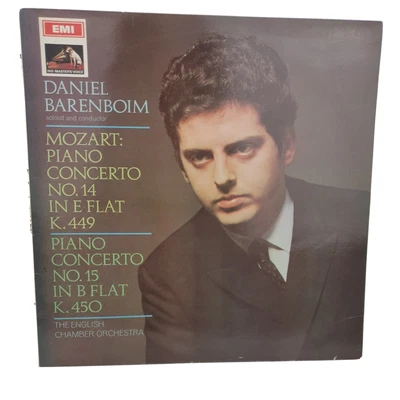 EMI
HIS MASTER'S VOICE
DANIEL
BARENBOIM
soloist and conductor
MOZART:
PIANO
CONCERTO
NO.14
IN E FLAT
K.449
PIANO
CONCERTO
NO.15
IN B FLAT
K.450
THE ENGLISH
CHAMBER ORCHESTRA